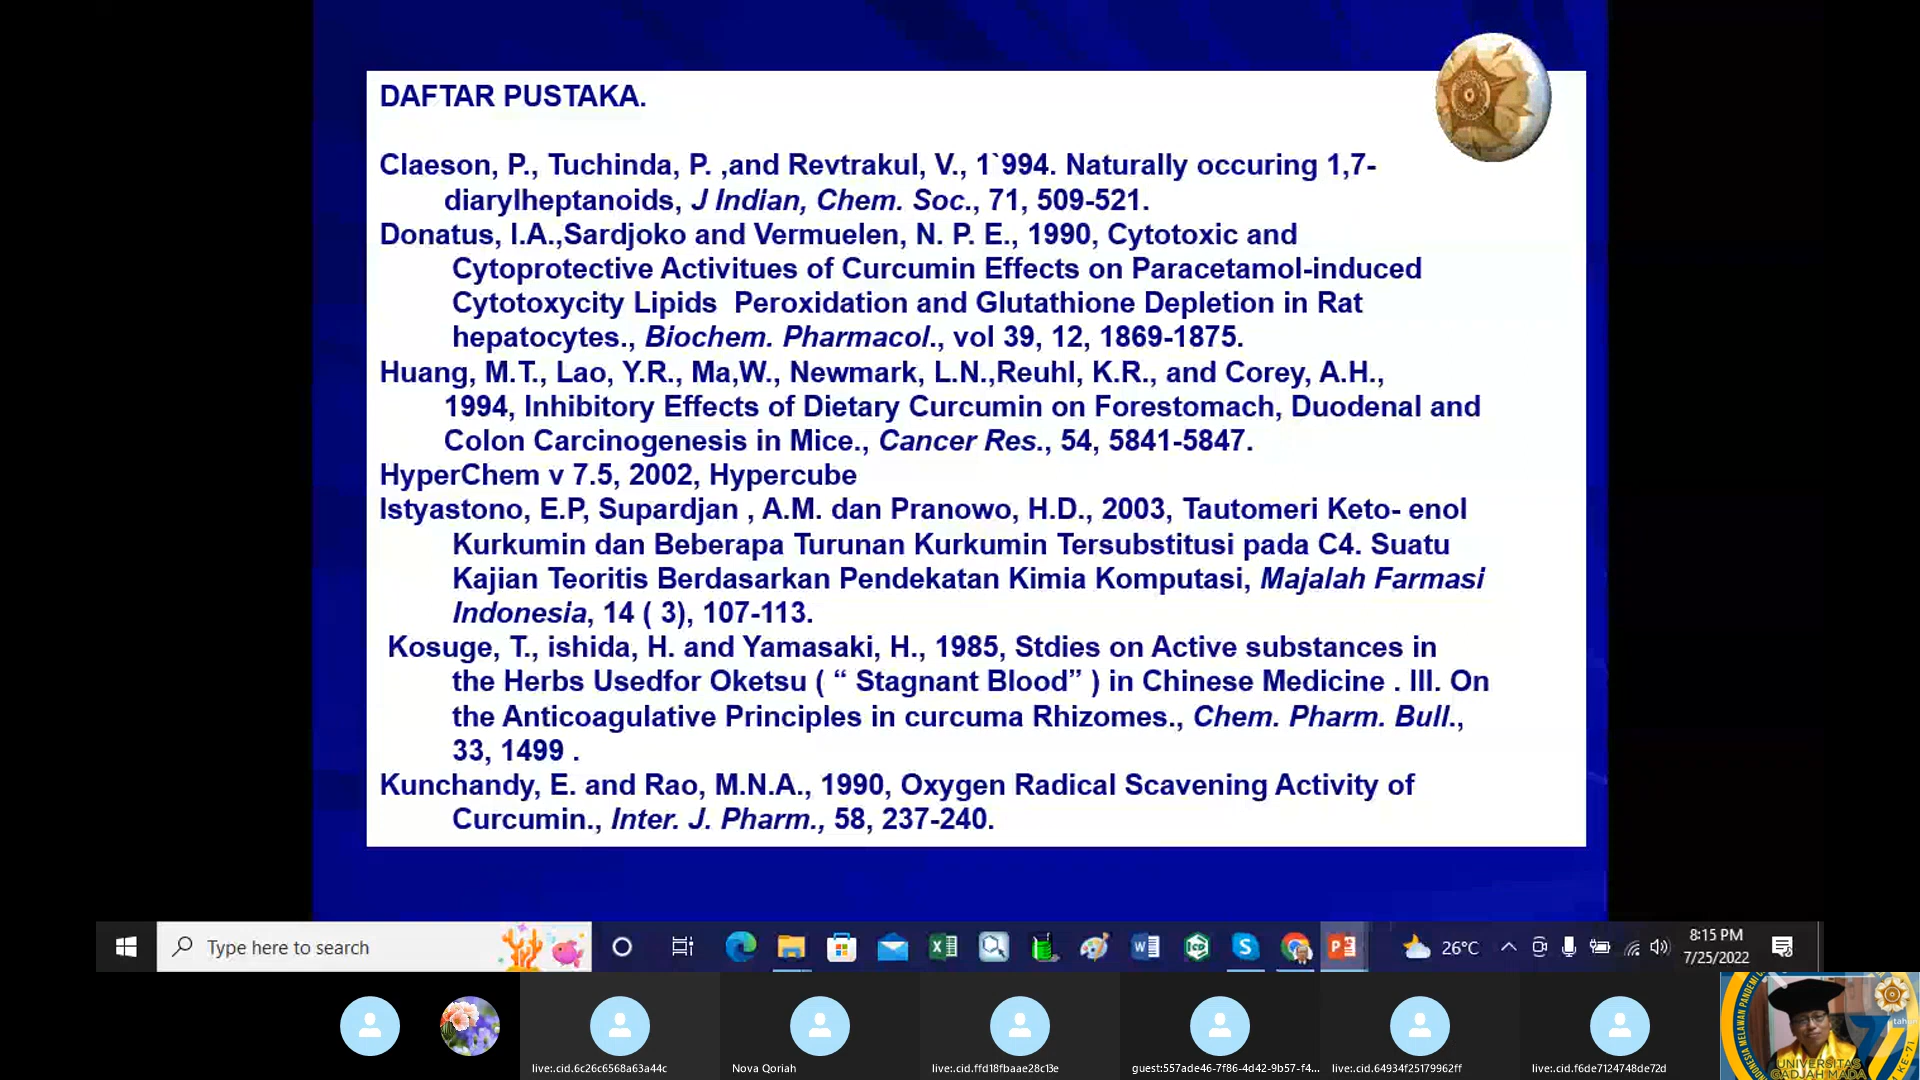 DAFTAR PUSTAKA.
Claeson, P., Tuchinda, P. ,and Revtrakul, V., 1`994. Naturally occuring 1,7-
diarylheptanoids, J Indian, Chem. Soc., 71, 509-521.
Donatus, I.A.,Sardjoko and Vermuelen, N. P. E., 1990, Cytotoxic and
Cytoprotective Activitues of Curcumin Effects on Paracetamol-induced
Cytotoxycity Lipids Peroxidation and Glutathione Depletion in Rat
hepatocytes., Biochem. Pharmacol., vol 39, 12, 1869-1875.
Huang, M.T., Lao, Y.R., Ma,W., Newmark, L.N.,Reuhl, K.R., and Corey, A.H.,
1994, Inhibitory Effects of Dietary Curcumin on Forestomach, Duodenal and
Colon Carcinogenesis in Mice., Cancer Res., 54, 5841-5847.
HyperChem v 7.5, 2002, Hypercube
Istyastono, E.P, Supardjan , A.M. dan Pranowo, H.D., 2003, Tautomeri Keto- enol
Kurkumin dan Beberapa Turunan Kurkumin Tersubstitusi pada C4. Suatu
Kajian Teoritis Berdasarkan Pendekatan Kimia Komputasi, Majalah Farmasi
Indonesia, 14 ( 3), 107-113.
Kosuge, T., ishida, H. and Yamasaki, H., 1985, Stdies on Active substances in
the Herbs Usedfor Oketsu ( “ Stagnant Blood” ) in Chinese Medicine . III. On
the Anticoagulative Principles in curcuma Rhizomes., Chem. Pharm. Bull.,
33, 1499 .
Kunchandy, E. and Rao, M.N.A., 1990, Oxygen Radical Scavening Activity of
Curcumin., Inter. J. Pharm., 58, 237-240.
Type here to search
26°C
8:15 PM
7/25/2022
live:.cid.6c26c6568a63a44c
Nova Qoriah
live:.cid.ffd18fbaae28c13e
guest:557ade46-7f86-4d42-9b57-f4...
live:.cid.64934f25179962ff
live:.cid.f6de7124748de72d
UNIVERSITAS
GADJAH MADA